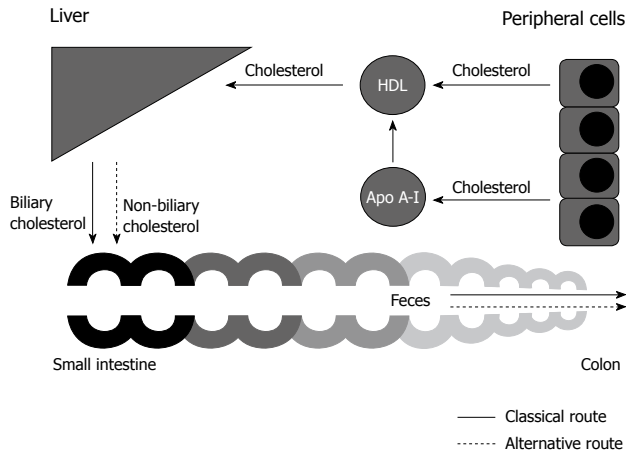 Liver
Peripheral cells
Cholesterol
HDL
Cholesterol
Apo A-I
Cholesterol
Biliary
cholesterol
Non-biliary
cholesterol
Feces
Small intestine
Colon
Classical route
Alternative route